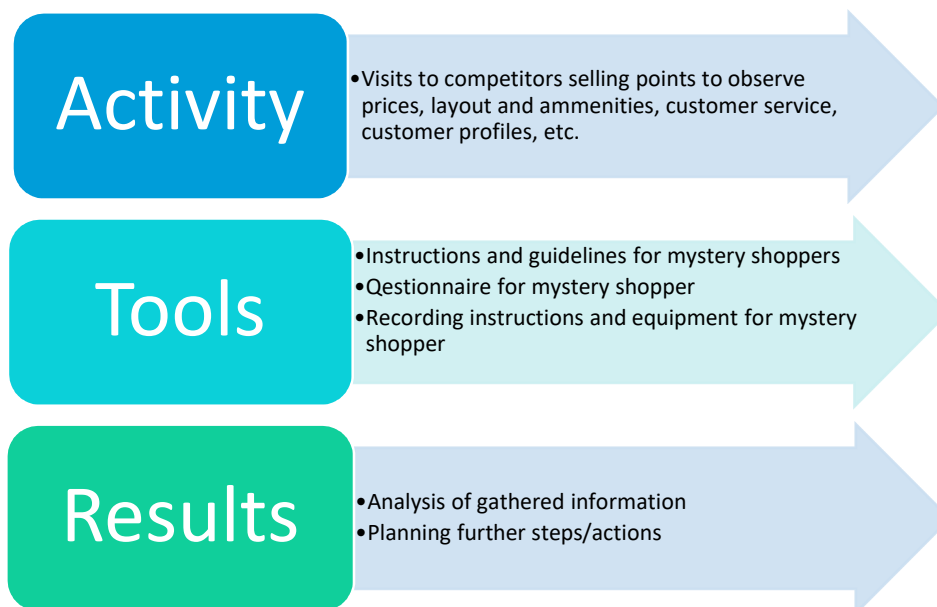 Activity
•Visits to competitors selling points to observe
prices, layout and ammenities, customer service,
customer profiles, etc.
Tools
•Instructions and guidelines for mystery shoppers
•Qestionnaire for mystery shopper
•Recording instructions and equipment for mystery
shopper
Results
•Analysis of gathered information
•Planning further steps/actions